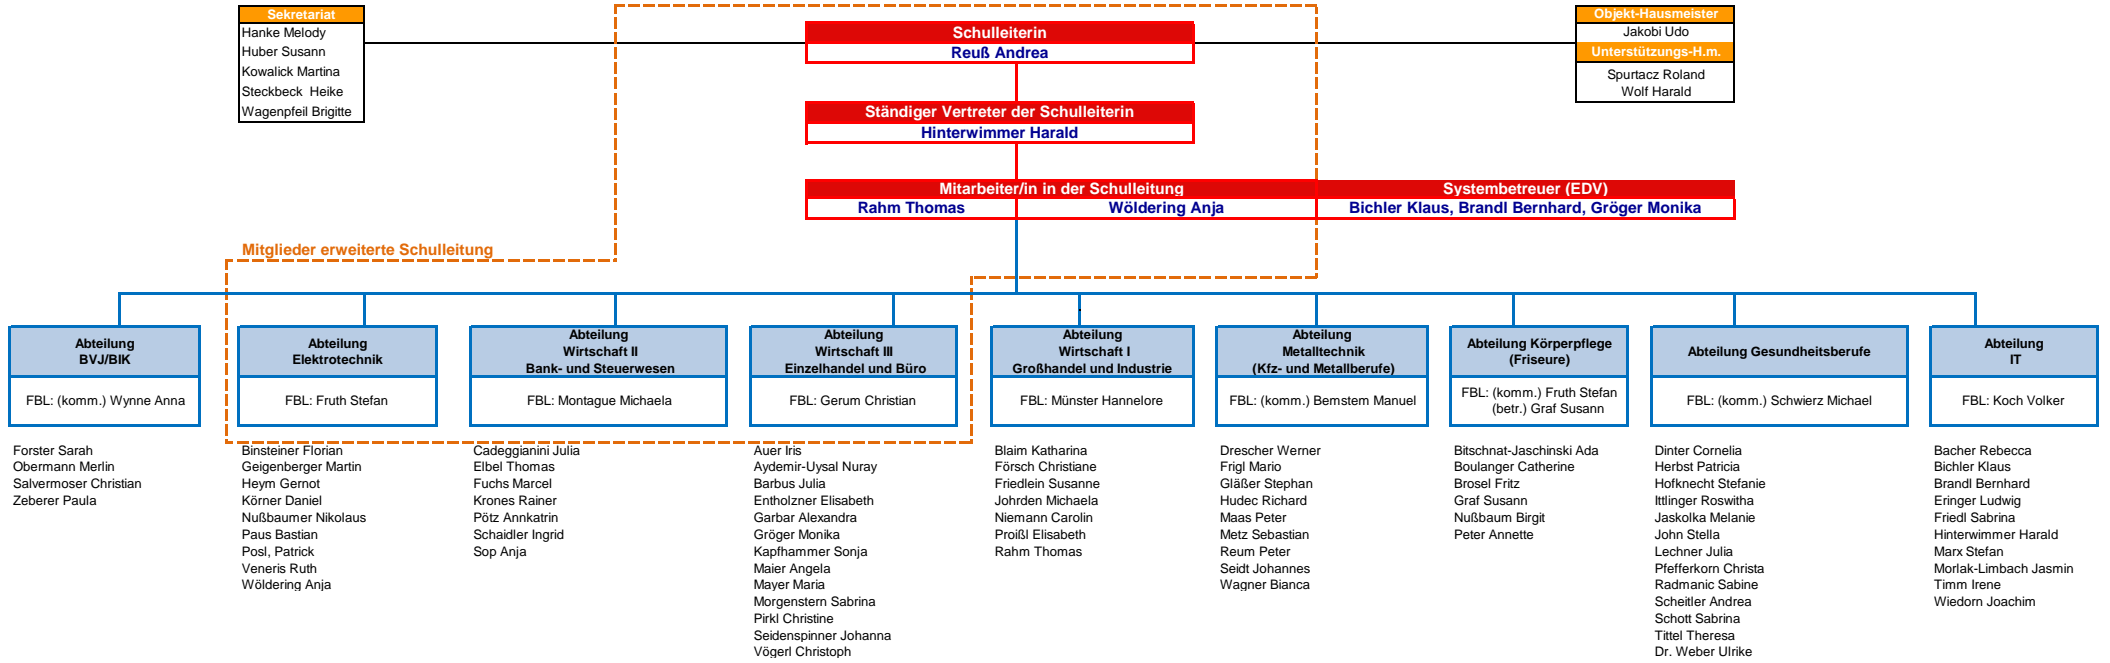 Sekretariat
Hanke Melody
Huber Susann
Kowalick Martina
Steckbeck Heike
Wagenpfeil Brigitte
Schulleiterin
Reuß Andrea
Objekt-Hausmeister
Jakobi Udo
Unterstützungs-H.m.
Spurtacz Roland
Wolf Harald
Ständiger Vertreter der Schulleiterin
Hinterwimmer Harald
Mitarbeiter/in in der Schulleitung
Rahm Thomas
Wöldering Anja
Systembetreuer (EDV)
Bichler Klaus, Brandl Bernhard, Gröger Monika
Mitglieder erweiterte Schulleitung
Abteilung
BVJ/BIK
FBL: (komm.) Wynne Anna
Forster Sarah
Obermann Merlin
Salvermoser Christian
Zeberer Paula
Abteilung
Elektrotechnik
FBL: Fruth Stefan
Binsteiner Florian
Geigenberger Martin
Heym Gernot
Körner Daniel
Nußbaumer Nikolaus
Paus Bastian
Posl, Patrick
Veneris Ruth
Wöldering Anja
Abteilung
Wirtschaft II
Bank- und Steuerwesen
FBL: Montague Michaela
Cadeggianini Julia
Elbel Thomas
Fuchs Marcel
Krones Rainer
Pötz Annkatrin
Schaidler Ingrid
Sop Anja
Abteilung
Wirtschaft III
Einzelhandel und Büro
FBL: Gerum Christian
Auer Iris
Aydemir-Uysal Nuray
Barbus Julia
Entholzner Elisabeth
Garbar Alexandra
Gröger Monika
Kapfhammer Sonja
Maier Angela
Mayer Maria
Morgenstern Sabrina
Pirkl Christine
Seidenspinner Johanna
Vögerl Christoph
Abteilung
Wirtschaft I
Großhandel und Industrie
FBL: Münster Hannelore
Blaim Katharina
Försch Christiane
Friedlein Susanne
Johrden Michaela
Niemann Carolin
Proißl Elisabeth
Rahm Thomas
Abteilung
Metalltechnik
(Kfz- und Metallberufe)
FBL: (komm.) Bernstern Manuel
Drescher Werner
Frigl Mario
Gläßer Stephan
Hudec Richard
Maas Peter
Metz Sebastian
Reum Peter
Seidt Johannes
Wagner Bianca
Abteilung Körperpflege
(Friseure)
FBL: (komm.) Fruth Stefan
(betr.) Graf Susann
Bitschnat-Jaschinski Ada
Boulanger Catherine
Brosel Fritz
Graf Susann
Nußbaum Birgit
Peter Annette
Abteilung Gesundheitsberufe
FBL: (komm.) Schwierz Michael
Dinter Cornelia
Herbst Patricia
Hofknecht Stefanie
Ittlinger Roswitha
Jaskolka Melanie
John Stella
Lechner Julia
Pfefferkorn Christa
Radmanic Sabine
Scheitler Andrea
Schott Sabrina
Tittel Theresa
Dr. Weber Ulrike
Abteilung
IT
FBL: Koch Volker
Bacher Rebecca
Bichler Klaus
Brandl Bernhard
Eringer Ludwig
Friedl Sabrina
Hinterwimmer Harald
Marx Stefan
Morlak-Limbach Jasmin
Timm Irene
Wiedorn Joachim